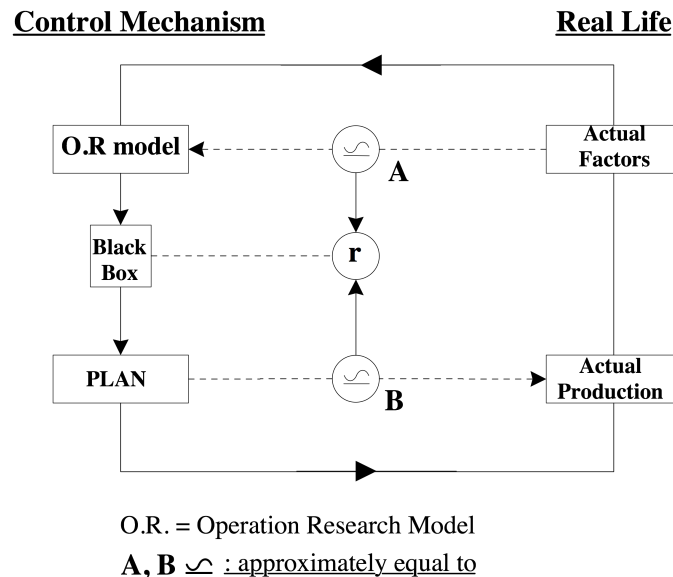 Control Mechanism
Real Life
O.R model
A
Actual
Factors
Black
Box
r
PLAN
B
Actual
Production
O.R. = Operation Research Model
A, B ≃ : approximately equal to